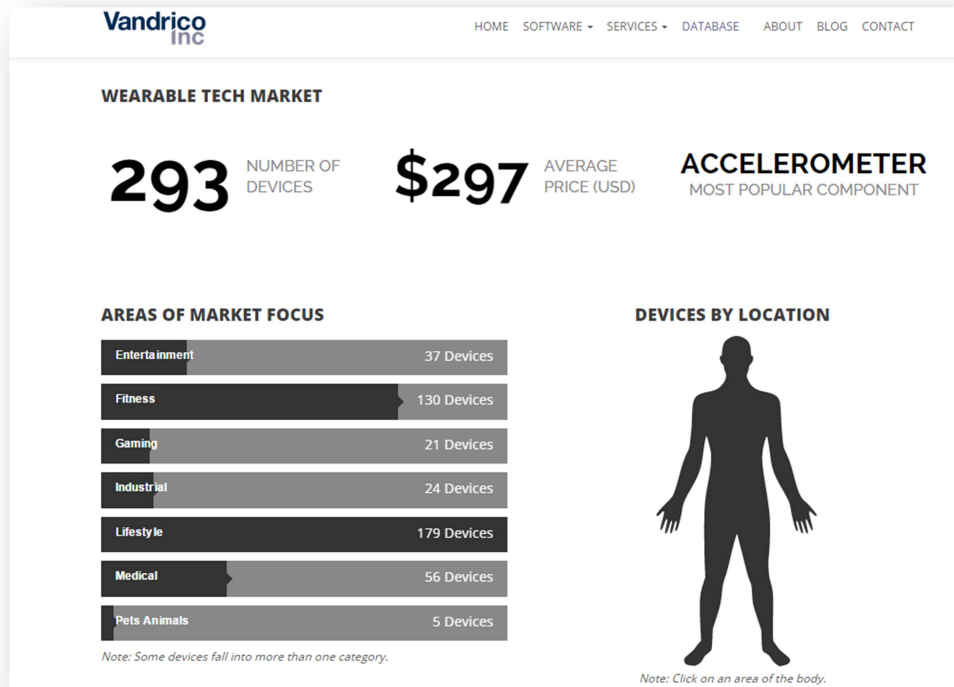 Vandrico
Inc
HOME SOFTWARE SERVICES DATABASE ABOUT BLOG CONTACT
WEARABLE TECH MARKET
293 NUMBER OF DEVICES
$297 AVERAGE PRICE (USD)
ACCELEROMETER
MOST POPULAR COMPONENT
AREAS OF MARKET FOCUS
Entertainment 37 Devices
Fitness 130 Devices
Gaming 21 Devices
Industrial 24 Devices
Lifestyle 179 Devices
Medical 56 Devices
Pets Animals 5 Devices
Note: Some devices fall into more than one category.
DEVICES BY LOCATION
Note: Click on an area of the body.